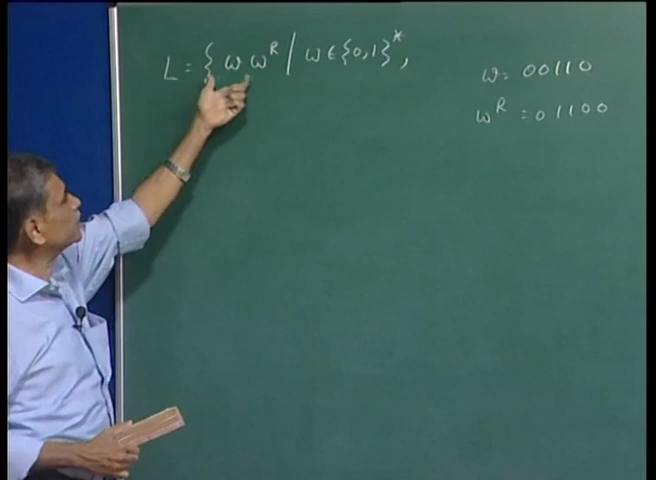 L = { ω ω^R | ω ∈ {0,1}^*,
ω = 00110
ω^R = 01100